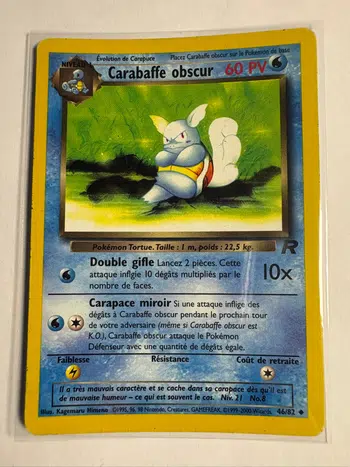 Évolution de Carapuce Placez Carabaffe obscur sur le Pokémon de base
NIVEAU 1 Carabaffe obscur 60 PV
Pokémon Tortue. Taille : 1 m, poids : 22,5 kg.
Double gifle Lancez 2 pièces. Cette
attaque inflige 10 dégâts multipliés par le
nombre de faces.
10x
Carapace miroir Si une attaque inflige des
dégâts à Carabaffe obscur pendant le prochain tour
de votre adversaire (même si Carabaffe obscur est
K.O.), Carabaffe obscur attaque le Pokémon
Défenseur avec une quantité de dégâts égale.
Faiblesse Résistance Coût de retraite
Il a très mauvais caractère et se cache dans sa carapace dès qu'il est
de mauvaise humeur – ce qui est souvent le cas. Niv. 21 No.8
Illus. Kagemaru Himeno ©1995, 96, 98 Nintendo, Creatures, GAMEFREAK ©1999-2000 Wizards. 46/82